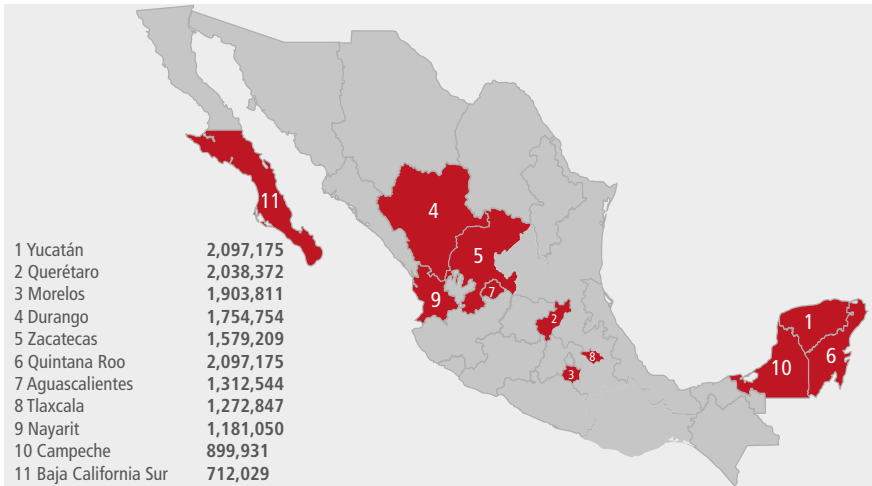 11
4
5
7
9
2
8
3
1
6
10
1 Yucatán 2,097,175
2 Querétaro 2,038,372
3 Morelos 1,903,811
4 Durango 1,754,754
5 Zacatecas 1,579,209
6 Quintana Roo 2,097,175
7 Aguascalientes 1,312,544
8 Tlaxcala 1,272,847
9 Nayarit 1,181,050
10 Campeche 899,931
11 Baja California Sur 712,029